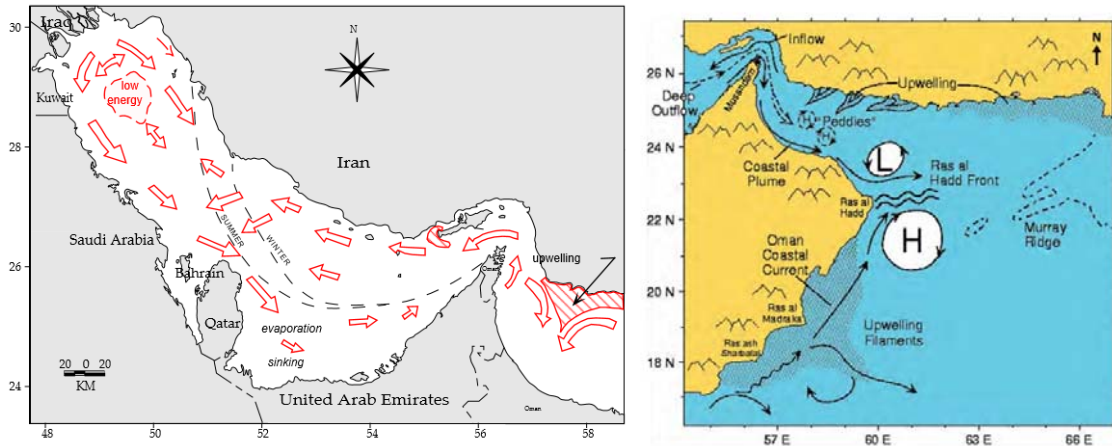 30
28
26
24
48
50
52
54
56
58
N
Iraq
Kuwait
low
energy
Iran
Saudi Arabia
Bahrain
Qatar
SUMMER
WINTER
Oman
upwelling
evaporation
sinking
20 0 20
KM
United Arab Emirates
Oman
26 N
24 N
22 N
20 N
18 N
57 E
60 E
63 E
66 E
N
Inflow
Musandam
Upwelling
Deep
Outflow
H
"Peddies"
H
Coastal
Plume
L
Ras al
Hadd Front
Ras al
Hadd
H
Murray
Ridge
Oman
Coastal
Current
Ras al
Madraka
Ras ash
Sharbatat
Upwelling
Filaments